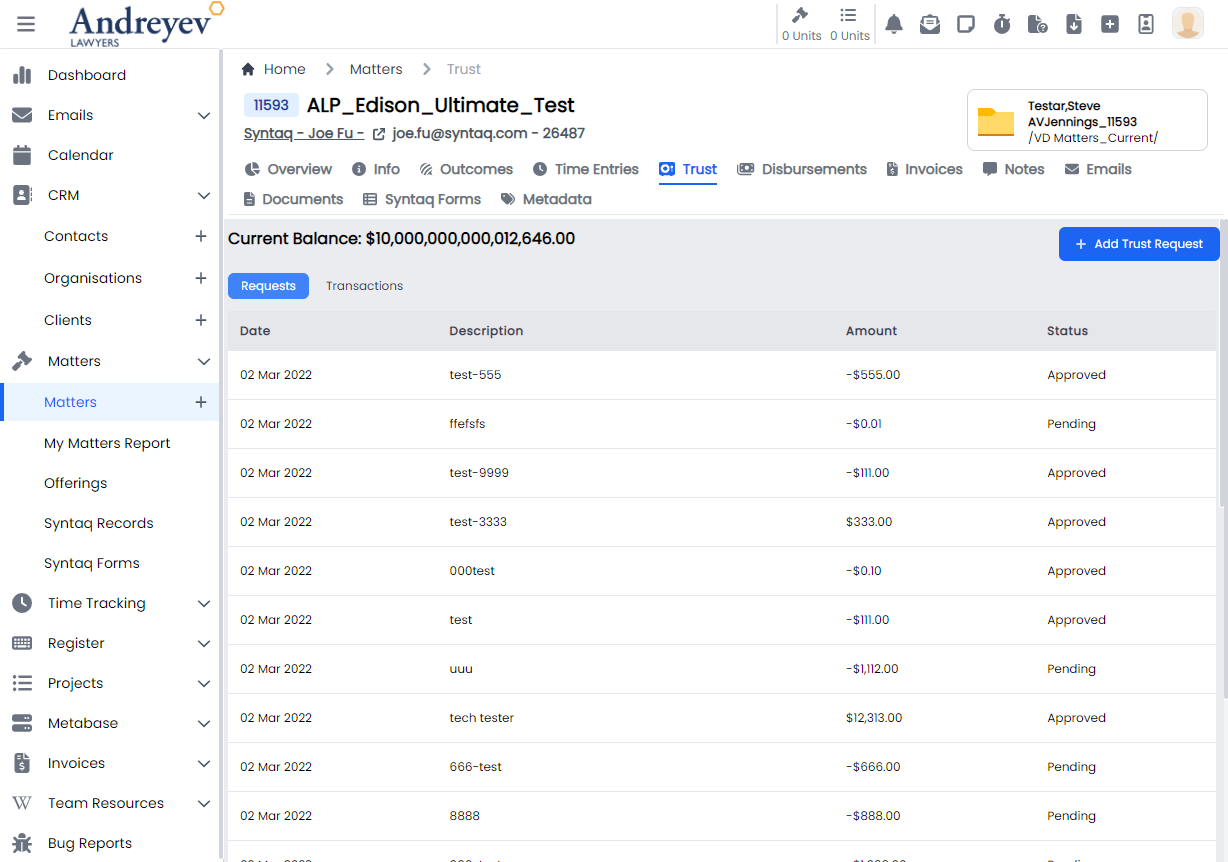 Andreyev
LAWYERS
0 Units 0 Units
Dashboard
Emails
Calendar
CRM
Contacts
Organisations
Clients
Matters
Matters
My Matters Report
Offerings
Syntaq Records
Syntaq Forms
Time Tracking
Register
Projects
Metabase
Invoices
Team Resources
Bug Reports
Home > Matters > Trust
11593 ALP_Edison_Ultimate_Test
Syntaq - Joe Fu - joe.fu@syntaq.com - 26487
Testar,Steve
AVJennings_11593
/VD Matters_Current/
Overview Info Outcomes Time Entries Trust Disbursements Invoices Notes Emails
Documents Syntaq Forms Metadata
Current Balance: $10,000,000,000,012,646.00
+ Add Trust Request
Requests Transactions
Date Description Amount Status
02 Mar 2022 test-555 -$555.00 Approved
02 Mar 2022 ffefsfs -$0.01 Pending
02 Mar 2022 test-9999 -$111.00 Approved
02 Mar 2022 test-3333 $333.00 Approved
02 Mar 2022 000test -$0.10 Approved
02 Mar 2022 test -$111.00 Approved
02 Mar 2022 uuu -$1,112.00 Pending
02 Mar 2022 tech tester $12,313.00 Approved
02 Mar 2022 666-test -$666.00 Pending
02 Mar 2022 8888 -$888.00 Pending